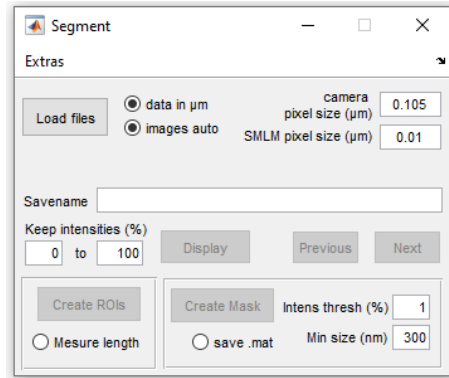 Segment
Extras
Load files
data in µm
images auto
camera
pixel size (µm)
0.105
SMLM pixel size (µm)
0.01
Savename
Keep intensities (%)
0 to 100
Display
Previous
Next
Create ROIs
Mesure length
Create Mask
Intens thresh (%)
1
save .mat
Min size (nm)
300